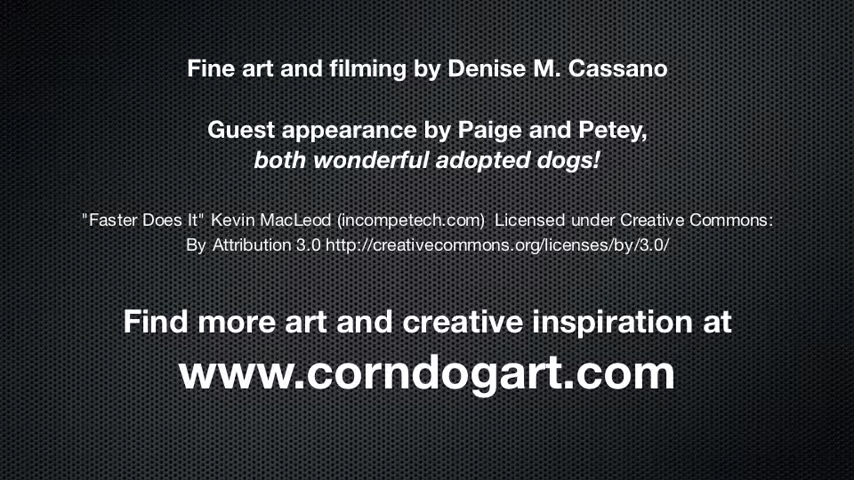 Fine art and filming by Denise M. Cassano
Guest appearance by Paige and Petey,
both wonderful adopted dogs!
"Faster Does It" Kevin MacLeod (incompetech.com)  Licensed under Creative Commons:
By Attribution 3.0 http://creativecommons.org/licenses/by/3.0/
Find more art and creative inspiration at
www.corndogart.com